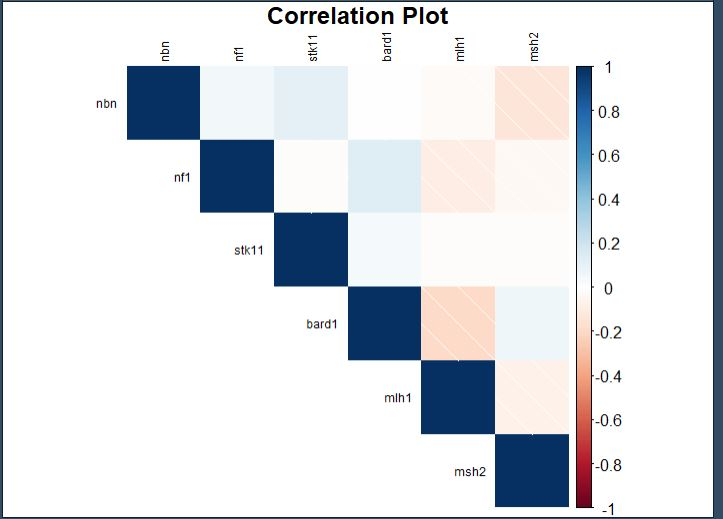 Correlation Plot
nbn
nf1
stk11
bard1
mlh1
msh2
nbn
nf1
stk11
bard1
mlh1
msh2
1
0.8
0.6
0.4
0.2
0
-0.2
-0.4
-0.6
-0.8
-1